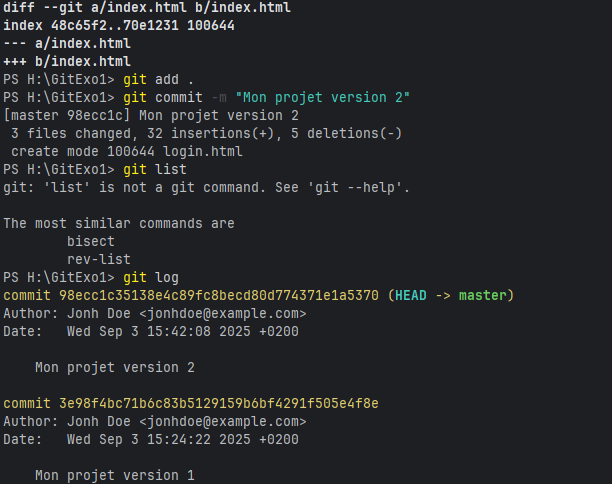 diff --git a/index.html b/index.html
index 48c65f2..70e1231 100644
--- a/index.html
+++ b/index.html
PS H:\GitExo1> git add .
PS H:\GitExo1> git commit -m "Mon projet version 2"
[master 98ecc1c] Mon projet version 2
 3 files changed, 32 insertions(+), 5 deletions(-)
 create mode 100644 login.html
PS H:\GitExo1> git list
git: 'list' is not a git command. See 'git --help'.
The most similar commands are
        bisect
        rev-list
PS H:\GitExo1> git log
commit 98ecc1c35138e4c89fc8becd80d774371e1a5370 (HEAD -> master)
Author: Jonh Doe <jonhdoe@example.com>
Date:   Wed Sep 3 15:42:08 2025 +0200
    Mon projet version 2
commit 3e98f4bc71b6c83b5129159b6bf4291f505e4f8e
Author: Jonh Doe <jonhdoe@example.com>
Date:   Wed Sep 3 15:24:22 2025 +0200
    Mon projet version 1